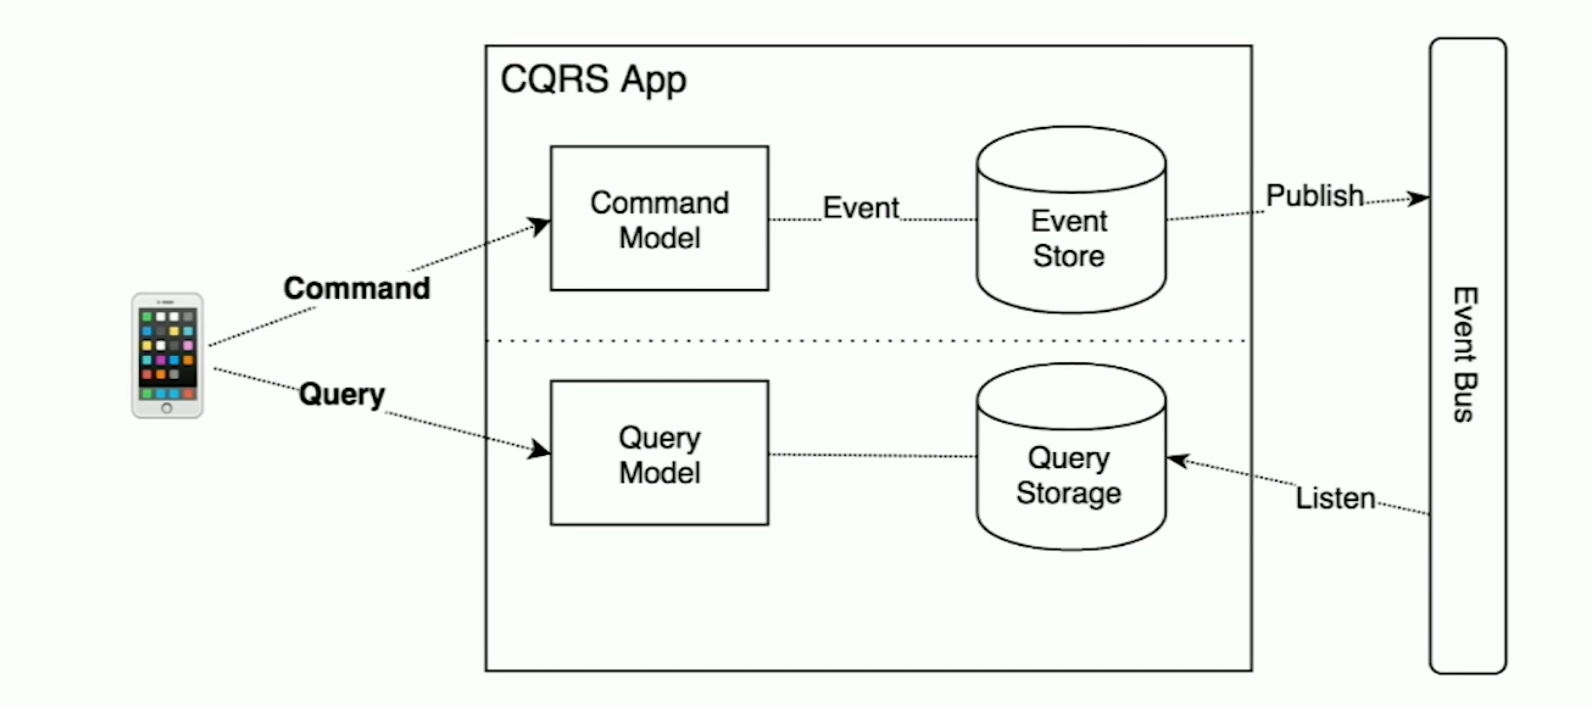 CQRS App
Command
Model
Event
Event
Store
Publish
Command
Query
Query
Model
Query
Storage
Listen
Event Bus